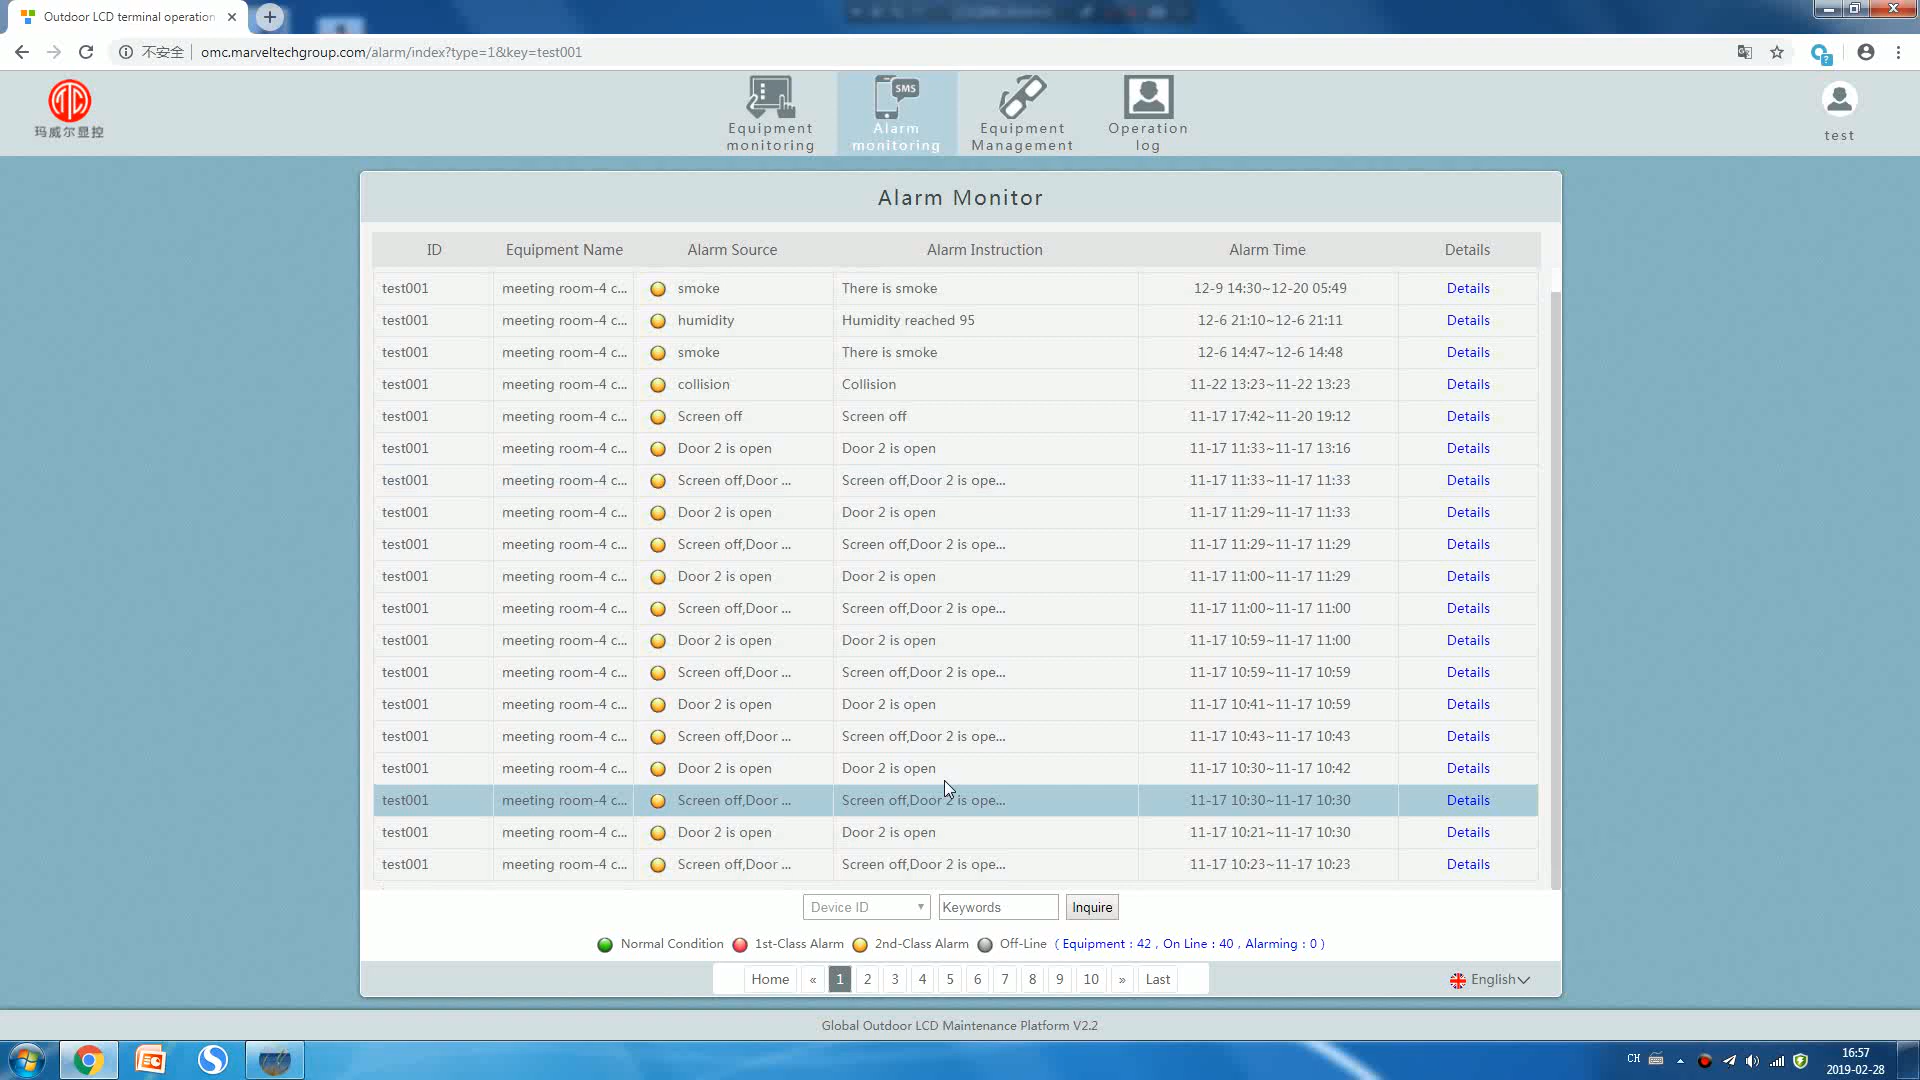 Outdoor LCD terminal operation
不安全 omc.marveltechgroup.com/alarm/index?type=1&key=test001
玛威尔显控
Equipment monitoring
SMS
Alarm monitoring
Equipment Management
Operation log
test
Alarm Monitor
ID Equipment Name Alarm Source Alarm Instruction Alarm Time Details
test001 meeting room-4 c... smoke There is smoke 12-9 14:30~12-20 05:49 Details
test001 meeting room-4 c... humidity Humidity reached 95 12-6 21:10~12-6 21:11 Details
test001 meeting room-4 c... smoke There is smoke 12-6 14:47~12-6 14:48 Details
test001 meeting room-4 c... collision Collision 11-22 13:23~11-22 13:23 Details
test001 meeting room-4 c... Screen off Screen off 11-17 17:42~11-20 19:12 Details
test001 meeting room-4 c... Door 2 is open Door 2 is open 11-17 11:33~11-17 13:16 Details
test001 meeting room-4 c... Screen off,Door ... Screen off,Door 2 is ope... 11-17 11:33~11-17 11:33 Details
test001 meeting room-4 c... Door 2 is open Door 2 is open 11-17 11:29~11-17 11:33 Details
test001 meeting room-4 c... Screen off,Door ... Screen off,Door 2 is ope... 11-17 11:29~11-17 11:29 Details
test001 meeting room-4 c... Door 2 is open Door 2 is open 11-17 11:00~11-17 11:29 Details
test001 meeting room-4 c... Screen off,Door ... Screen off,Door 2 is ope... 11-17 11:00~11-17 11:00 Details
test001 meeting room-4 c... Door 2 is open Door 2 is open 11-17 10:59~11-17 11:00 Details
test001 meeting room-4 c... Screen off,Door ... Screen off,Door 2 is ope... 11-17 10:59~11-17 10:59 Details
test001 meeting room-4 c... Door 2 is open Door 2 is open 11-17 10:41~11-17 10:59 Details
test001 meeting room-4 c... Screen off,Door ... Screen off,Door 2 is ope... 11-17 10:43~11-17 10:43 Details
test001 meeting room-4 c... Door 2 is open Door 2 is open 11-17 10:30~11-17 10:42 Details
test001 meeting room-4 c... Screen off,Door ... Screen off,Door 2 is ope... 11-17 10:30~11-17 10:30 Details
test001 meeting room-4 c... Door 2 is open Door 2 is open 11-17 10:21~11-17 10:30 Details
test001 meeting room-4 c... Screen off,Door ... Screen off,Door 2 is ope... 11-17 10:23~11-17 10:23 Details
Device ID Keywords Inquire
Normal Condition 1st-Class Alarm 2nd-Class Alarm Off-Line ( Equipment : 42 , On Line : 40 , Alarming : 0 )
Home « 1 2 3 4 5 6 7 8 9 10 » Last English
Global Outdoor LCD Maintenance Platform V2.2
CH 16:57
2019-02-28